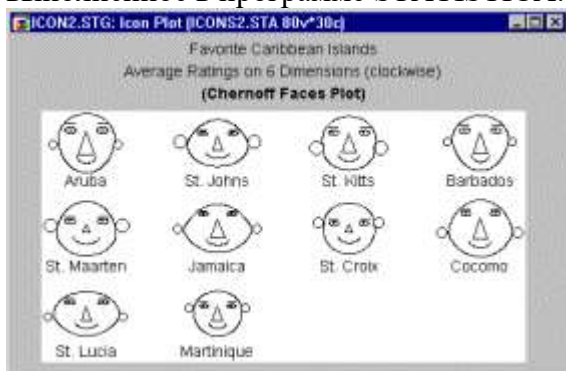 ICON2.STG: Icon Plot (ICONS2.STA 80v*30c)
Favorite Caribbean Islands
Average Ratings on 6 Dimensions (clockwise)
(Chernoff Faces Plot)
Aruba St. Johns St. Kitts Barbados
St. Maarten Jamaica St. Croix Cocomo
St. Lucia Martinique